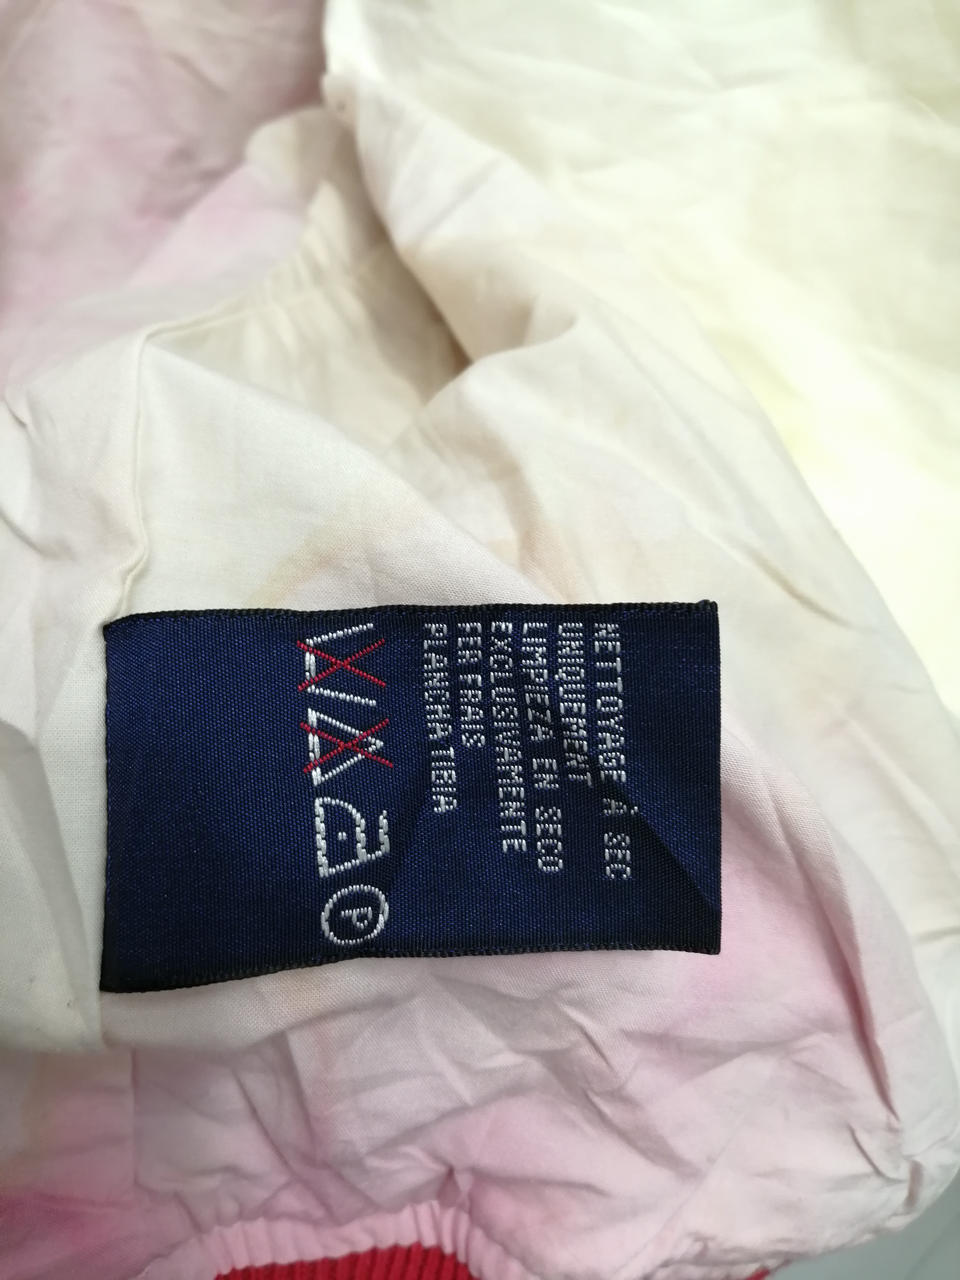 NETTOYAGE À SEC
UNIQUEMENT
LIMPIEZA EN SECO
EXCLUSIVAMENTE
FER FRAIS
PLANCHA TIBIA
P